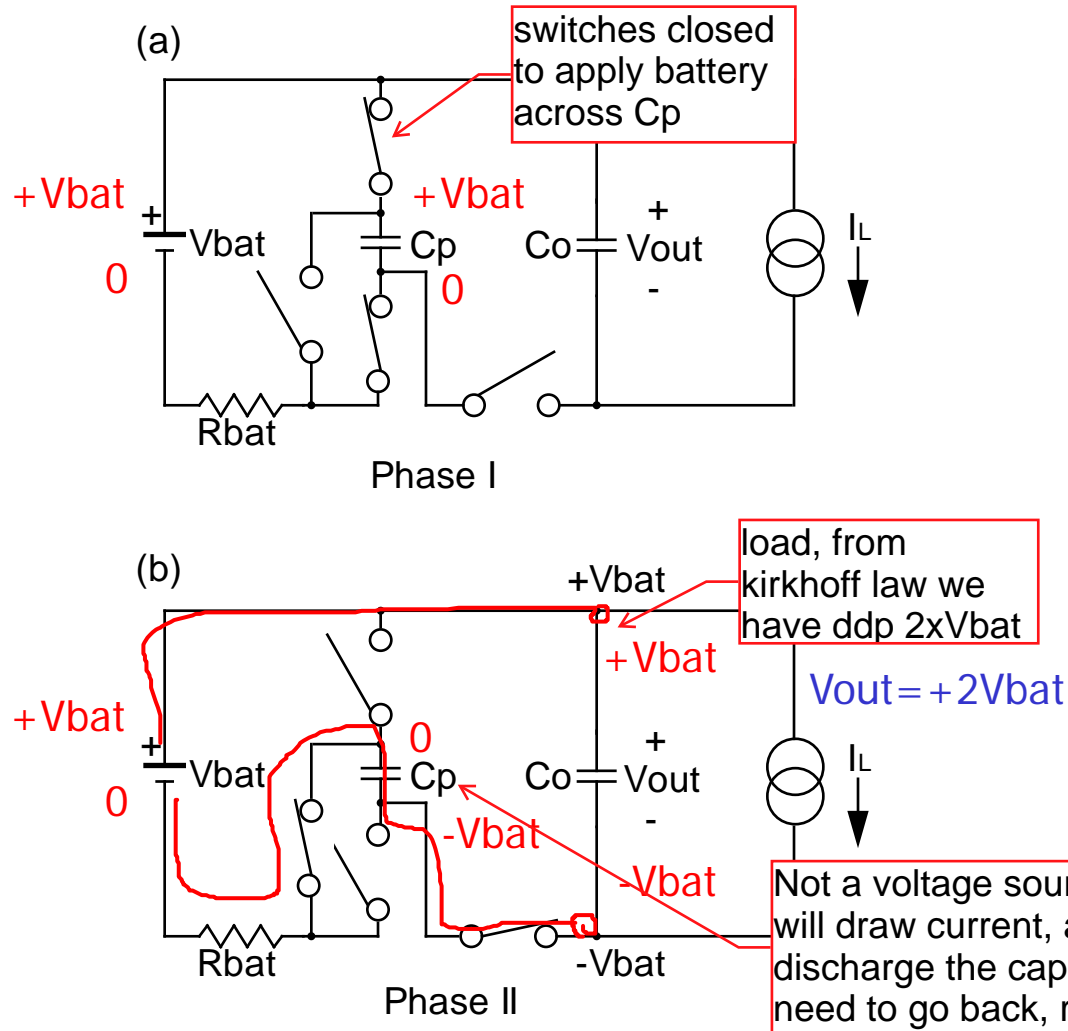 (a)
switches closed
to apply battery
across Cp
+Vbat
+Vbat
+
Vbat
Cp
Co
+
Vout
-
IL
0
0
Rbat
Phase I
(b)
+Vbat
load, from
kirkhoff law we
have ddp 2xVbat
+Vbat
Vout=+2Vbat
+Vbat
+
0
Vbat
Cp
Co
+
Vout
-
IL
0
-Vbat
-Vbat
Not a voltage sour
will draw current, a
discharge the cap
need to go back, r
Rbat
-Vbat
Phase II